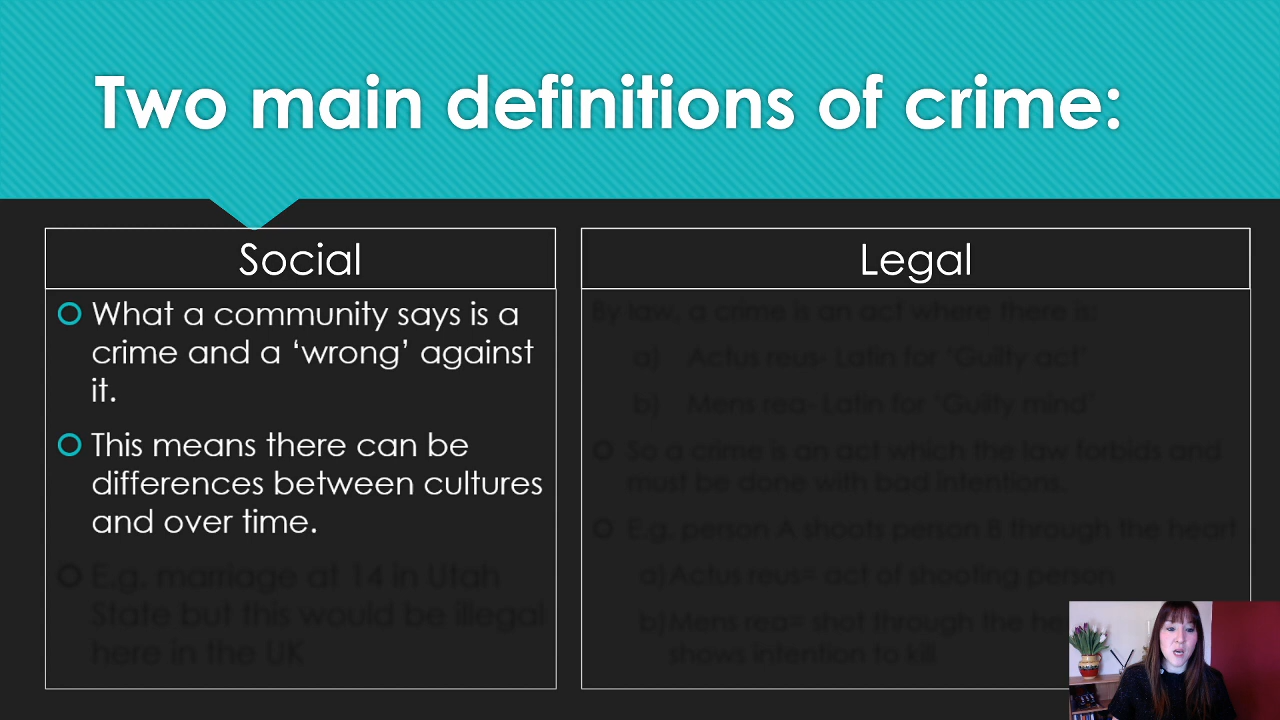 Two main definitions of crime:
Social
What a community says is a
crime and a ‘wrong’ against
it.
This means there can be
differences between cultures
and over time.
E.g. marriage at 14 in Utah
State but this would be illegal
here in the UK
Legal
By law, a crime is an act where there is:
a) Actus reus- Latin for ‘Guilty act’
b) Mens rea- Latin for ‘Guilty mind’
So a crime is an act which the law forbids and
must be done with bad intentions.
E.g. person A shoots person B through the heart
a)Actus reus= act of shooting person
b)Mens rea= shot through the
shows intention to kill